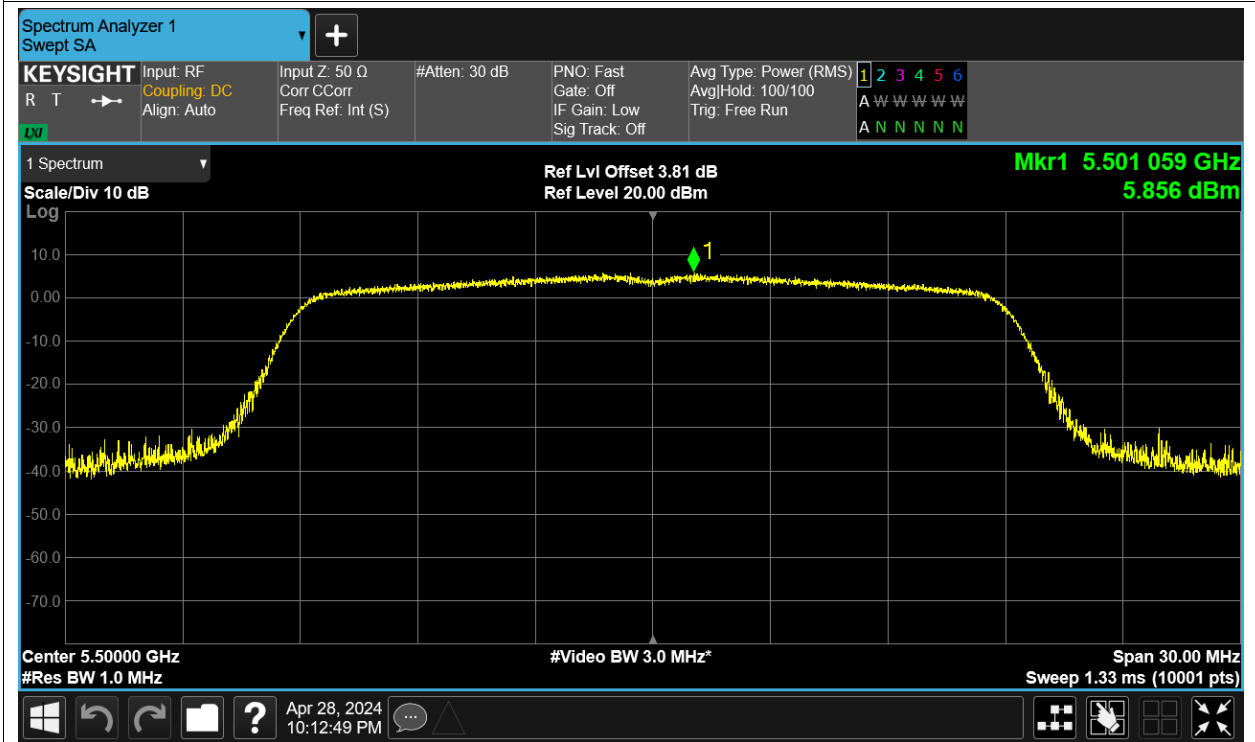 Spectrum Analyzer 1
Swept SA
KEYSIGHT
R T
LXI
Input: RF
Coupling: DC
Align: Auto
Input Z: 50 Ω
Corr CCorr
Freq Ref: Int (S)
#Atten: 30 dB
PNO: Fast
Gate: Off
IF Gain: Low
Sig Track: Off
Avg Type: Power (RMS)
Avg|Hold: 100/100
Trig: Free Run
1 2 3 4 5 6
A W W W W W
A N N N N N
1 Spectrum
Scale/Div 10 dB
Log
Ref Lvl Offset 3.81 dB
Ref Level 20.00 dBm
Mkr1 5.501 059 GHz
5.856 dBm
1
10.0
0.00
-10.0
-20.0
-30.0
-40.0
-50.0
-60.0
-70.0
Center 5.50000 GHz
#Res BW 1.0 MHz
#Video BW 3.0 MHz*
Span 30.00 MHz
Sweep 1.33 ms (10001 pts)
?
Apr 28, 2024
10:12:49 PM